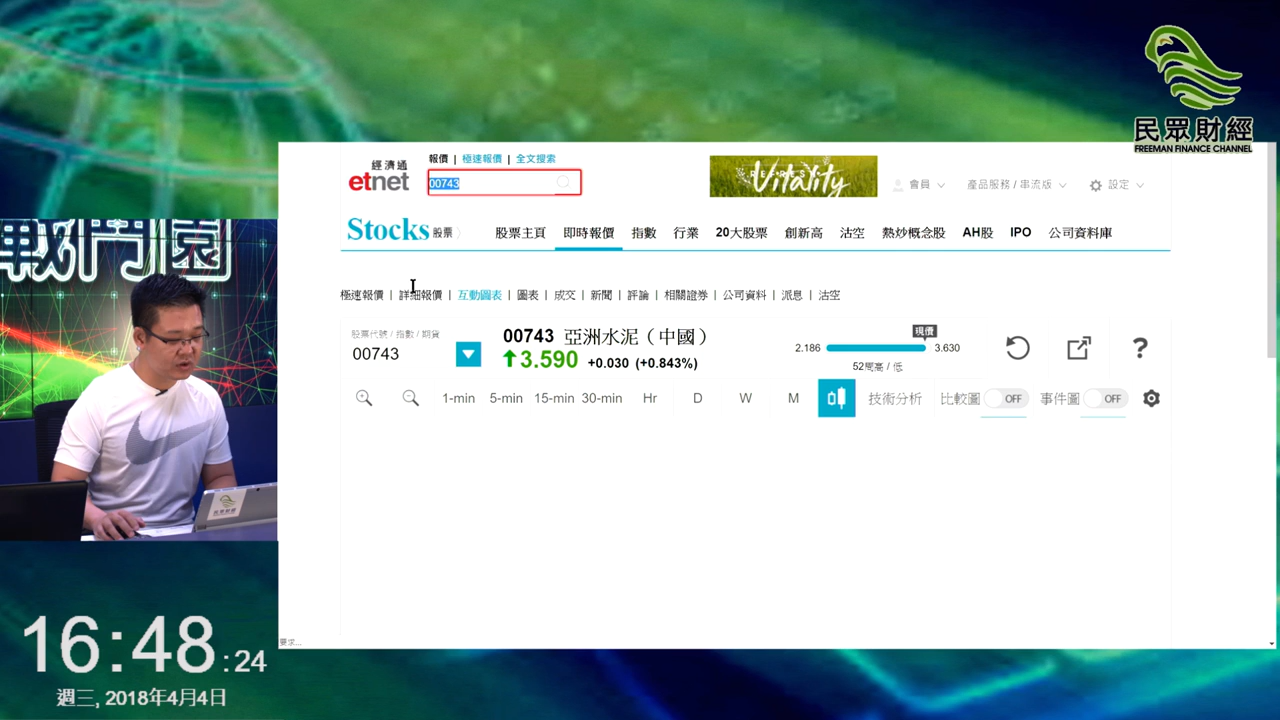 民眾財經
FREEMAN FINANCE CHANNEL
報價 | 極速報價 | 全文搜索
經濟通
etnet
00743
Vitality
會員
產品服務 / 串流版
設定
Stocks 股票
股票主頁 即時報價 指數 行業 20大股票 創新高 沽空 熱炒概念股 AH股 IPO 公司資料庫
戰鬥園
極速報價 | 詳細報價 | 互動圖表 | 圖表 | 成交 | 新聞 | 評論 | 相關證券 | 公司資料 | 派息 | 沽空
股票代號 / 指數 / 期貨
00743
00743 亞洲水泥（中國）
3.590 +0.030 (+0.843%)
現價
2.186 3.630
52周高 / 低
?
1-min 5-min 15-min 30-min Hr D W M 技術分析 比較圖 OFF 事件圖 OFF
民眾財經
要求...
16:48:24
週三, 2018年4月4日